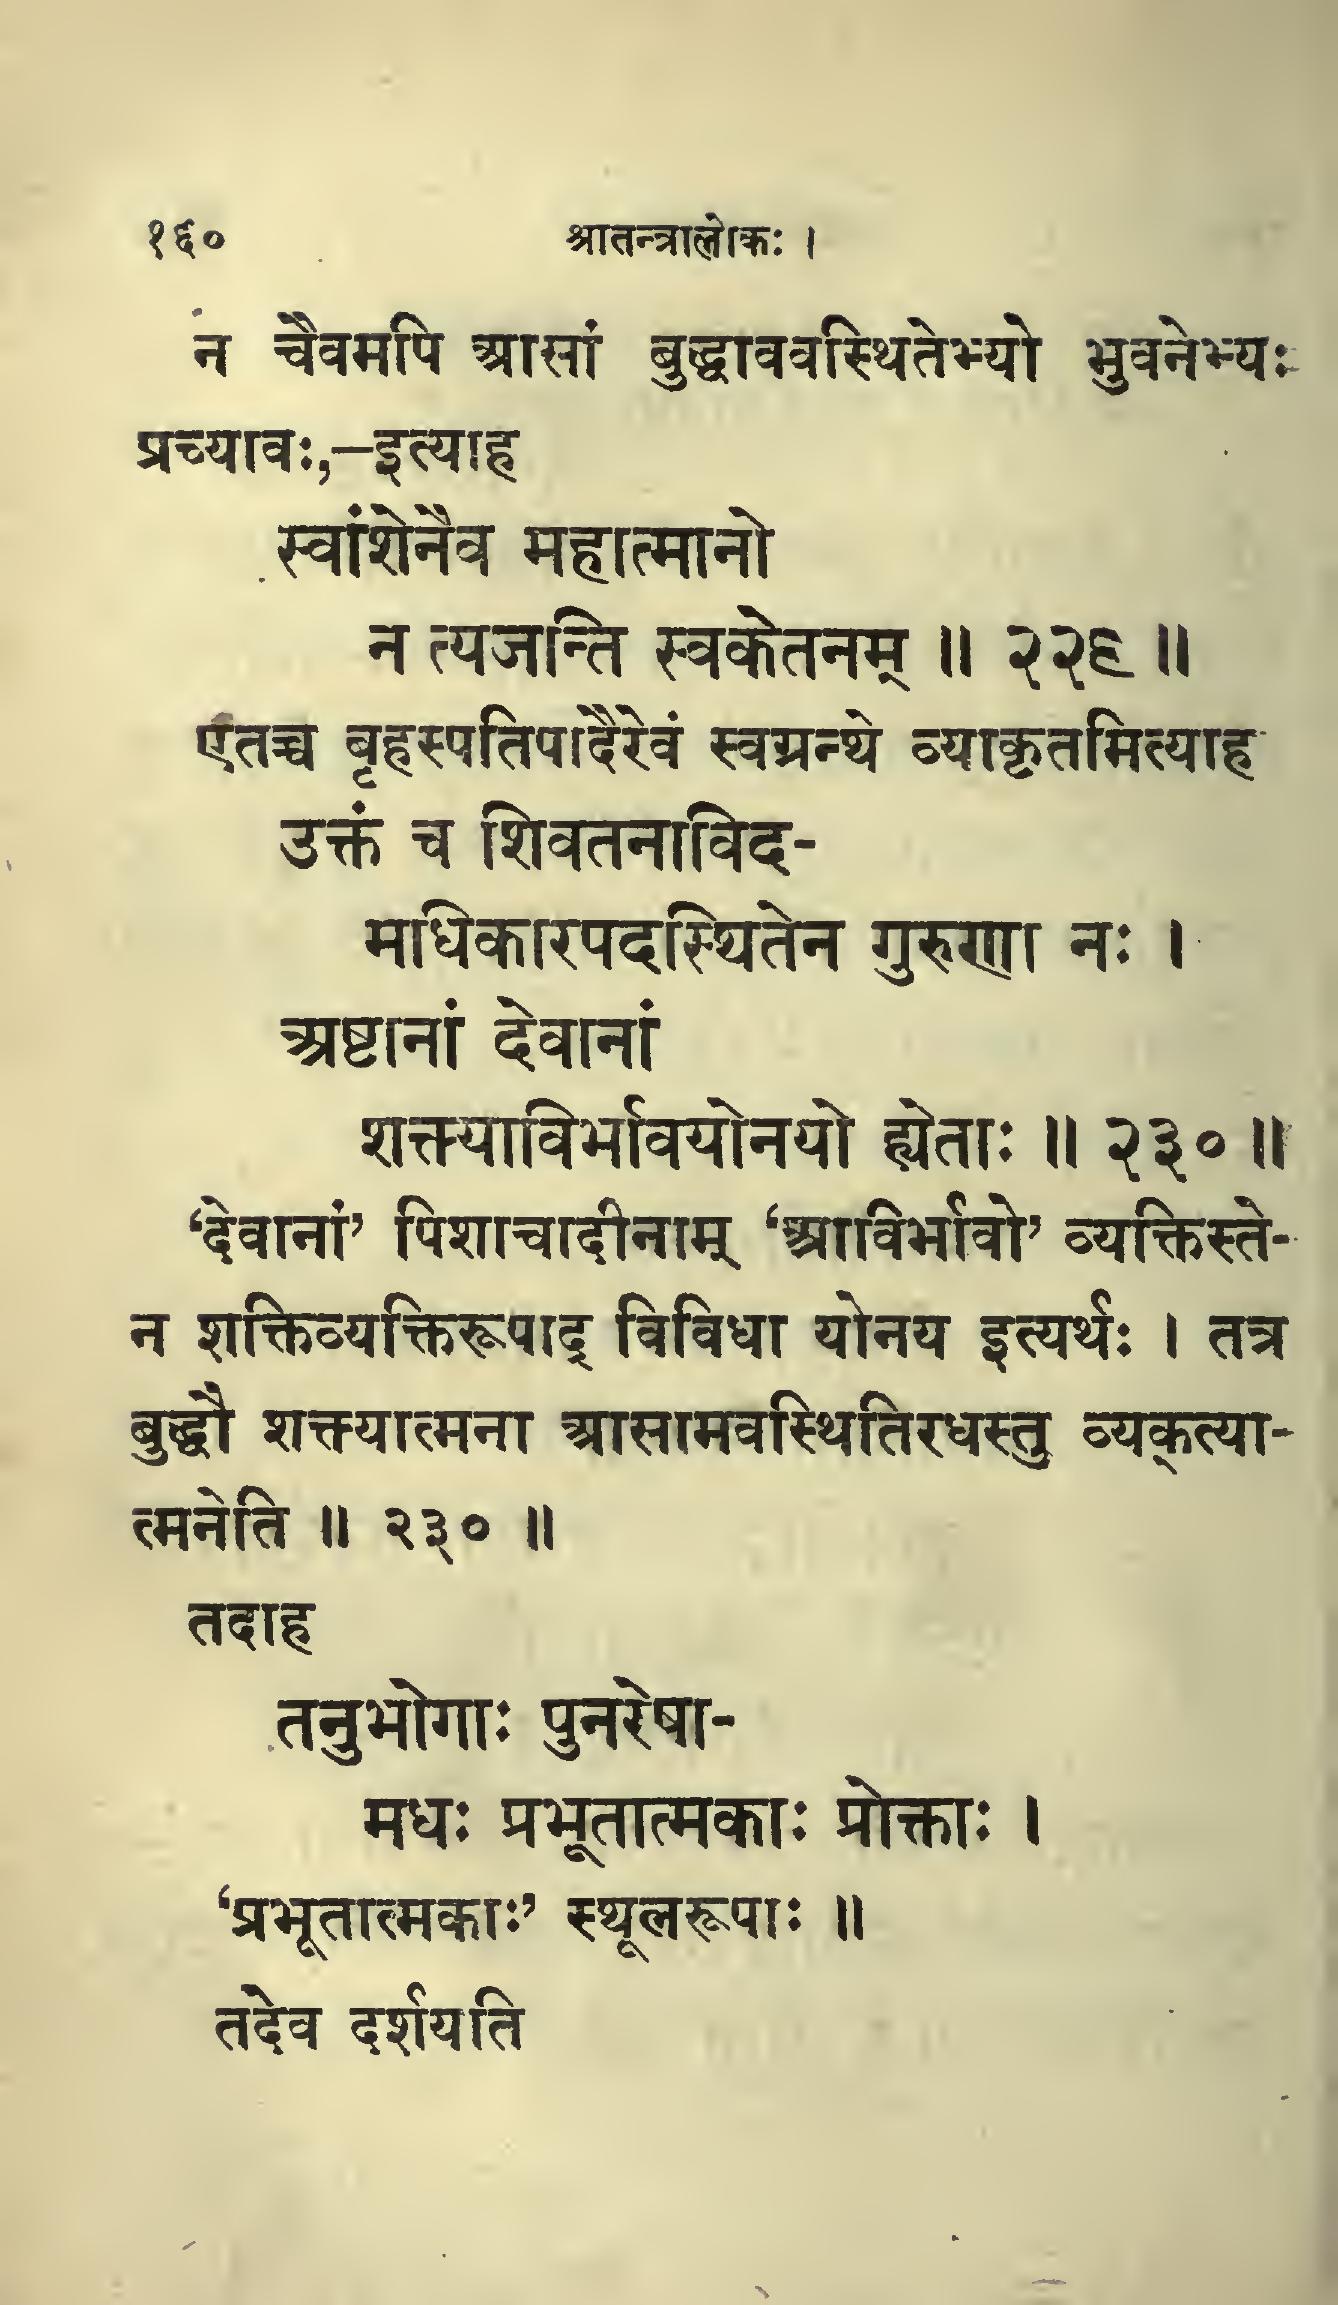 १६० श्रीतन्त्रालोकः ।
न चैवमपि आसां बुद्धाववस्थितेभ्यो भुवनेभ्यः
प्रच्यावः,—इत्याह
स्वांशेनैव महात्मानो
न त्यजन्ति स्वकेतनम् ॥ २२९ ॥
एतच्च बृहस्पतिपादैरेवं स्वग्रन्थे व्याकृतमित्याह
उक्तं च शिवतनाविद-
मधिकारपदस्थितेन गुरुणा नः ।
अष्टानां देवानां
शक्त्याविर्भावयोनयो ह्येताः ॥ २३० ॥
‘देवानां’ पिशाचादीनाम् ‘आविर्भावो’ व्यक्तिस्ते-
न शक्तिव्यक्तिरूपाद् विविधा योनय इत्यर्थः । तत्र
बुद्धौ शक्त्यात्मना आसामवस्थितिरधस्तु व्यक्त्या-
त्मनेति ॥ २३० ॥
तदाह
तनुभोगाः पुनरेषा-
मधः प्रभूतात्मकाः प्रोक्ताः ।
‘प्रभूतात्मकाः’ स्थूलरूपाः ॥
तदेव दर्शयति